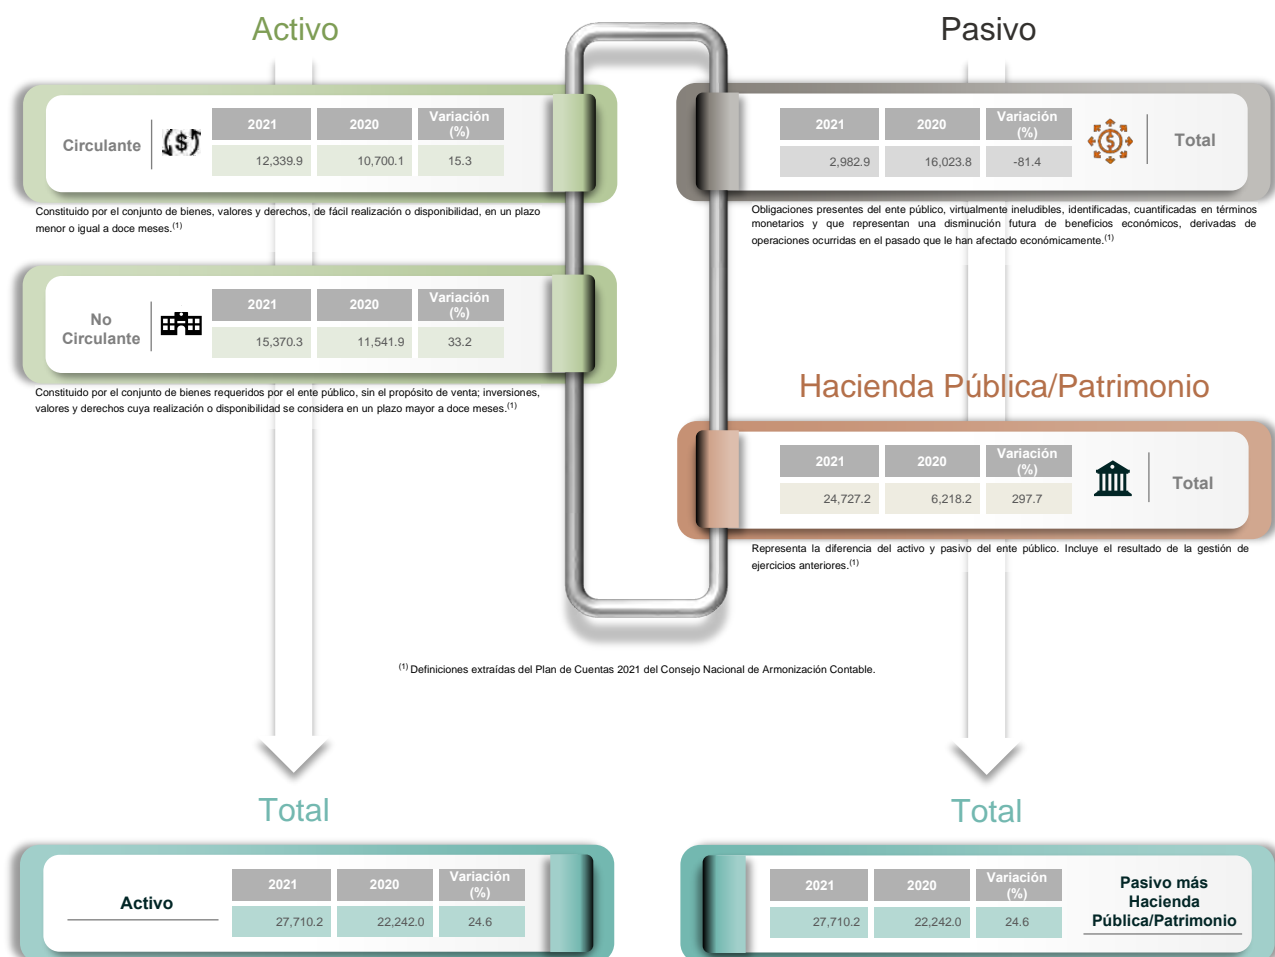 Activo
Circulante
2021 2020 Variación (%)
12,339.9 10,700.1 15.3
Constituido por el conjunto de bienes, valores y derechos, de fácil realización o disponibilidad, en un plazo
menor o igual a doce meses.(1)
No
Circulante
2021 2020 Variación (%)
15,370.3 11,541.9 33.2
Constituido por el conjunto de bienes requeridos por el ente público, sin el propósito de venta; inversiones,
valores y derechos cuya realización o disponibilidad se considera en un plazo mayor a doce meses.(1)
Pasivo
2021 2020 Variación (%)
2,982.9 16,023.8 -81.4
Total
Obligaciones presentes del ente público, virtualmente ineludibles, identificadas, cuantificadas en términos
monetarios y que representan una disminución futura de beneficios económicos, derivadas de
operaciones ocurridas en el pasado que le han afectado económicamente.(1)
Hacienda Pública/Patrimonio
2021 2020 Variación (%)
24,727.2 6,218.2 297.7
Total
Representa la diferencia del activo y pasivo del ente público. Incluye el resultado de la gestión de
ejercicios anteriores.(1)
(1) Definiciones extraídas del Plan de Cuentas 2021 del Consejo Nacional de Armonización Contable.
Total
Activo
2021 2020 Variación (%)
27,710.2 22,242.0 24.6
Total
2021 2020 Variación (%)
27,710.2 22,242.0 24.6
Pasivo más
Hacienda
Pública/Patrimonio